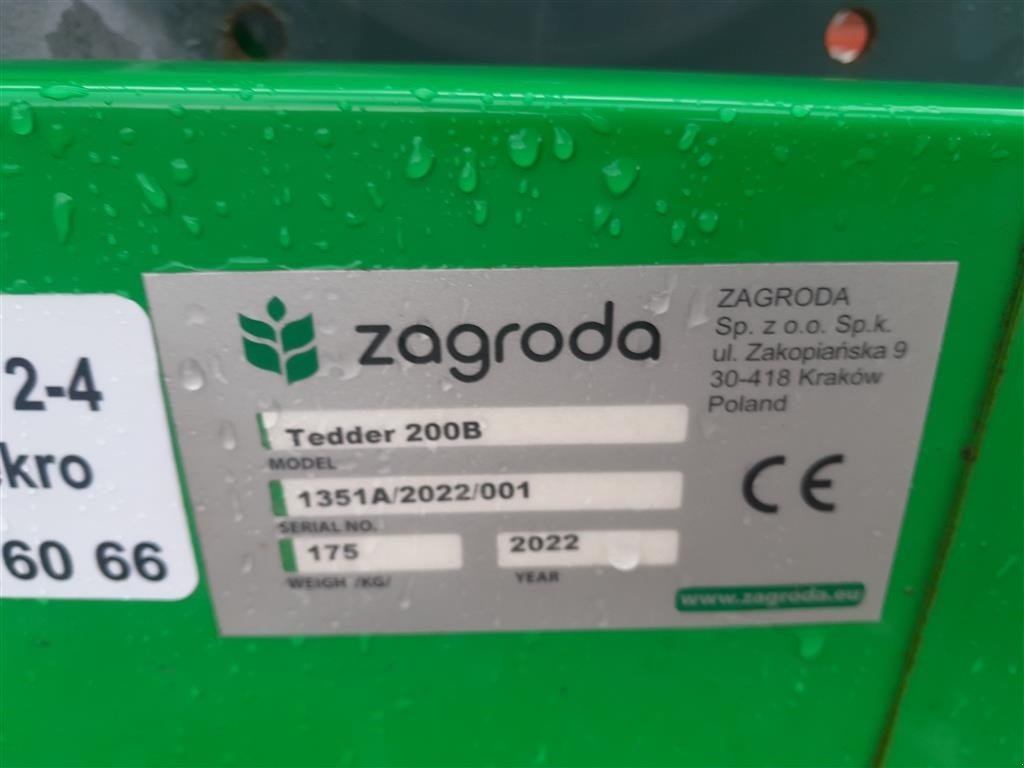 zagroda
ZAGRODA
Sp. z o.o. Sp.k.
ul. Zakopiańska 9
30-418 Kraków
Poland
Tedder 200B
MODEL
1351A/2022/001
SERIAL NO.
175
WEIGH /KG/
2022
YEAR
CE
www.zagroda.eu
2-4
kro
60 66